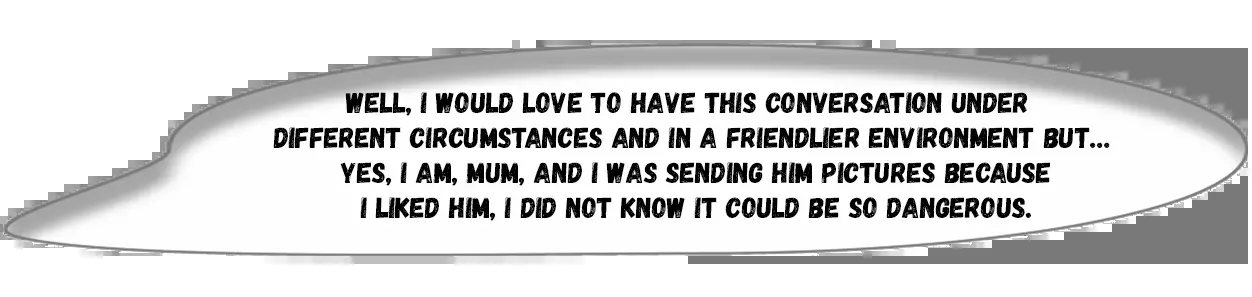 WELL, I WOULD LOVE TO HAVE THIS CONVERSATION UNDER
DIFFERENT CIRCUMSTANCES AND IN A FRIENDLIER ENVIRONMENT BUT...
YES, I AM, MUM, AND I WAS SENDING HIM PICTURES BECAUSE
I LIKED HIM, I DID NOT KNOW IT COULD BE SO DANGEROUS.